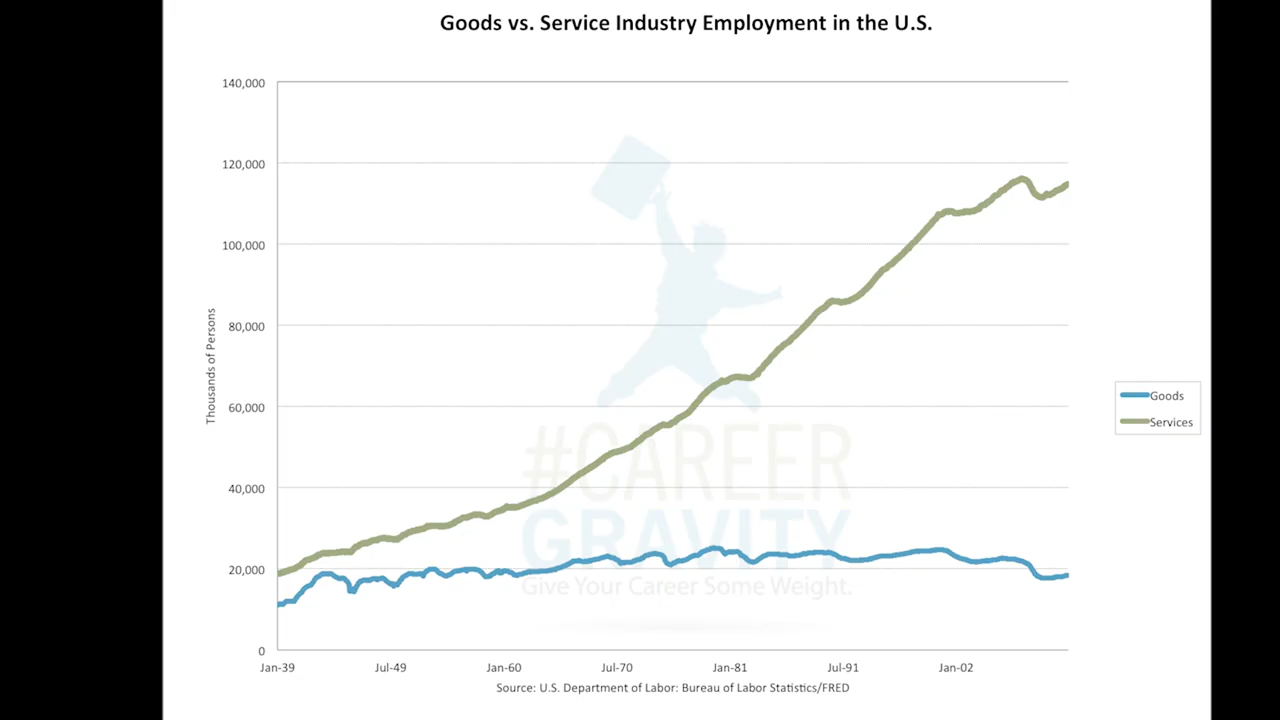 Goods vs. Service Industry Employment in the U.S.
140,000
120,000
100,000
80,000
60,000
40,000
20,000
0
Thousands of Persons
Jan-39 Jul-49 Jan-60 Jul-70 Jan-81 Jul-91 Jan-02
Source: U.S. Department of Labor: Bureau of Labor Statistics/FRED
Goods
Services
#CAREER
GRAVITY
Give Your Career Some Weight.